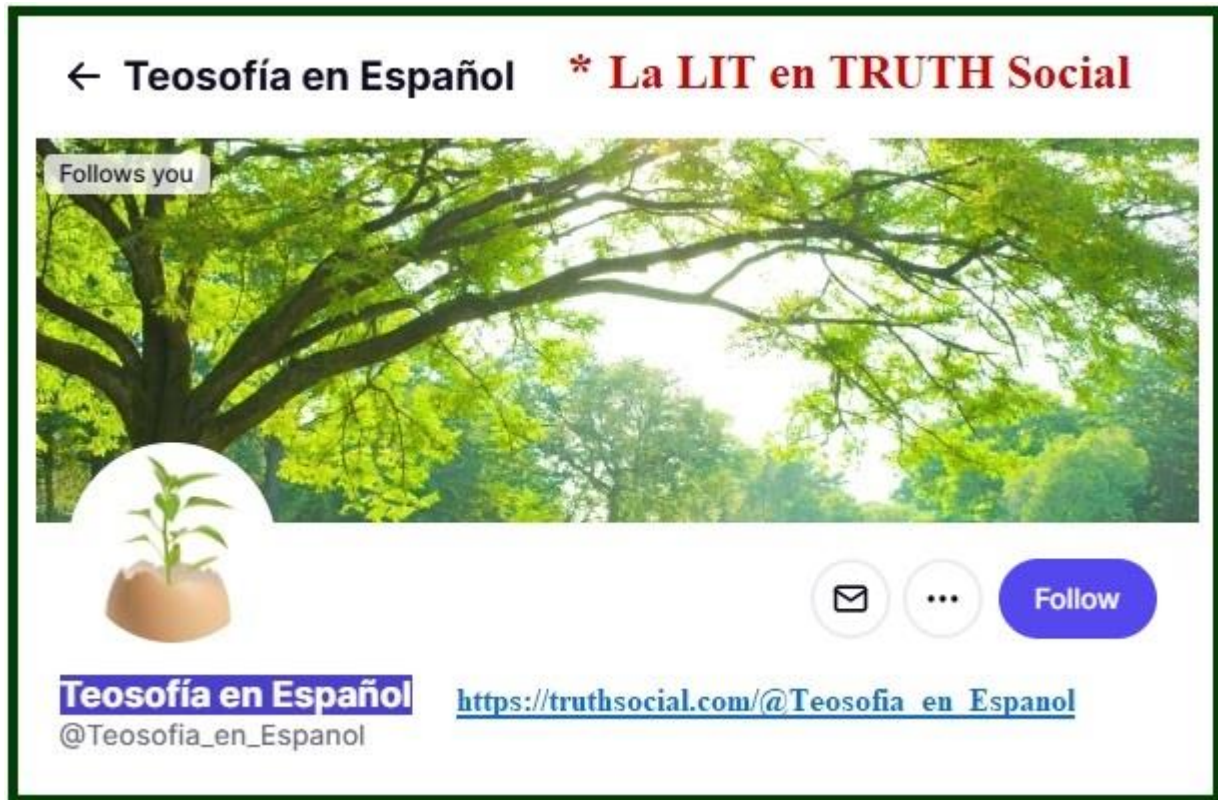 ← Teosofía en Español * La LIT en TRUTH Social
Follows you
Follow
Teosofía en Español https://truthsocial.com/@Teosofia_en_Espanol
@Teosofia_en_Espanol